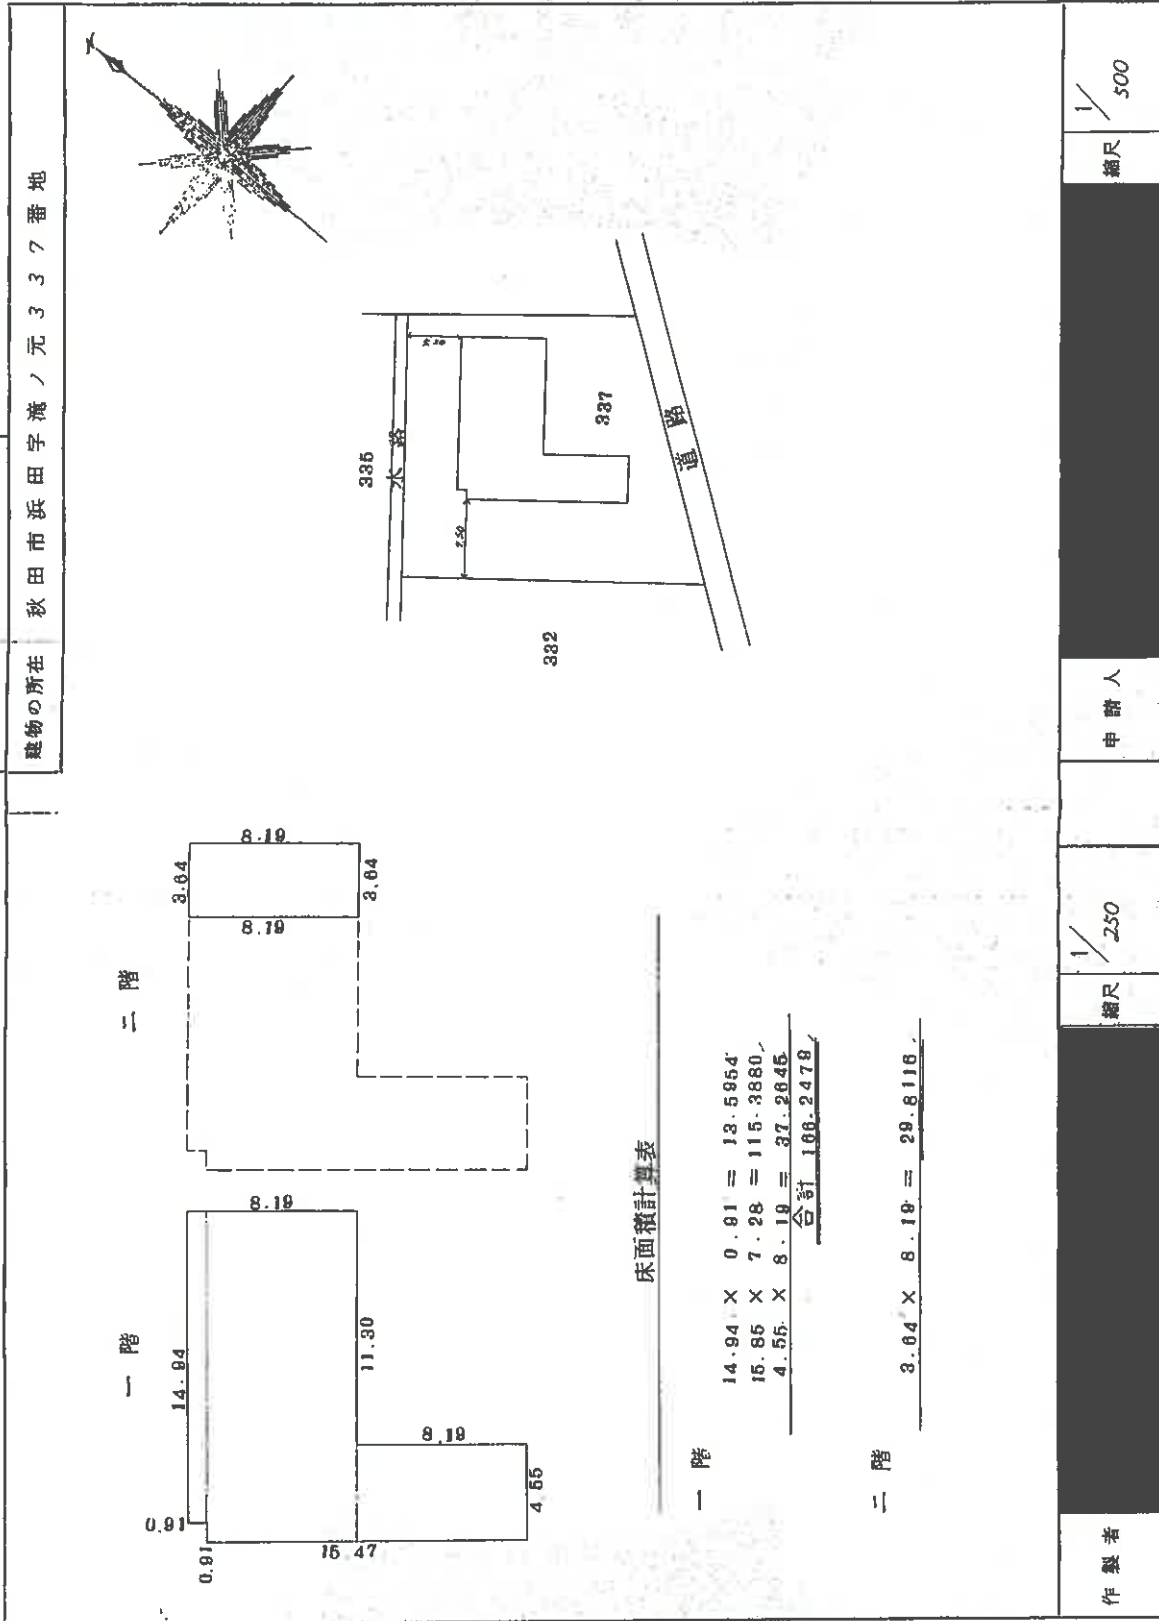 建物の所在 秋田市浜田字滝ノ元337番地
一階
14.94
0.91
0.91
8.19
11.30
15.47
8.19
4.55
二階
3.64
8.19
8.19
3.64
床面積計算表
一階
14.94 × 0.91 = 13.5954
15.85 × 7.28 = 115.3880
4.55 × 8.19 = 37.2645
合計 166.2479
二階
3.64 × 8.19 = 29.8116
335
水路
7.50
337
332
道路
作製者
縮尺
1/250
申請人
縮尺
1/500